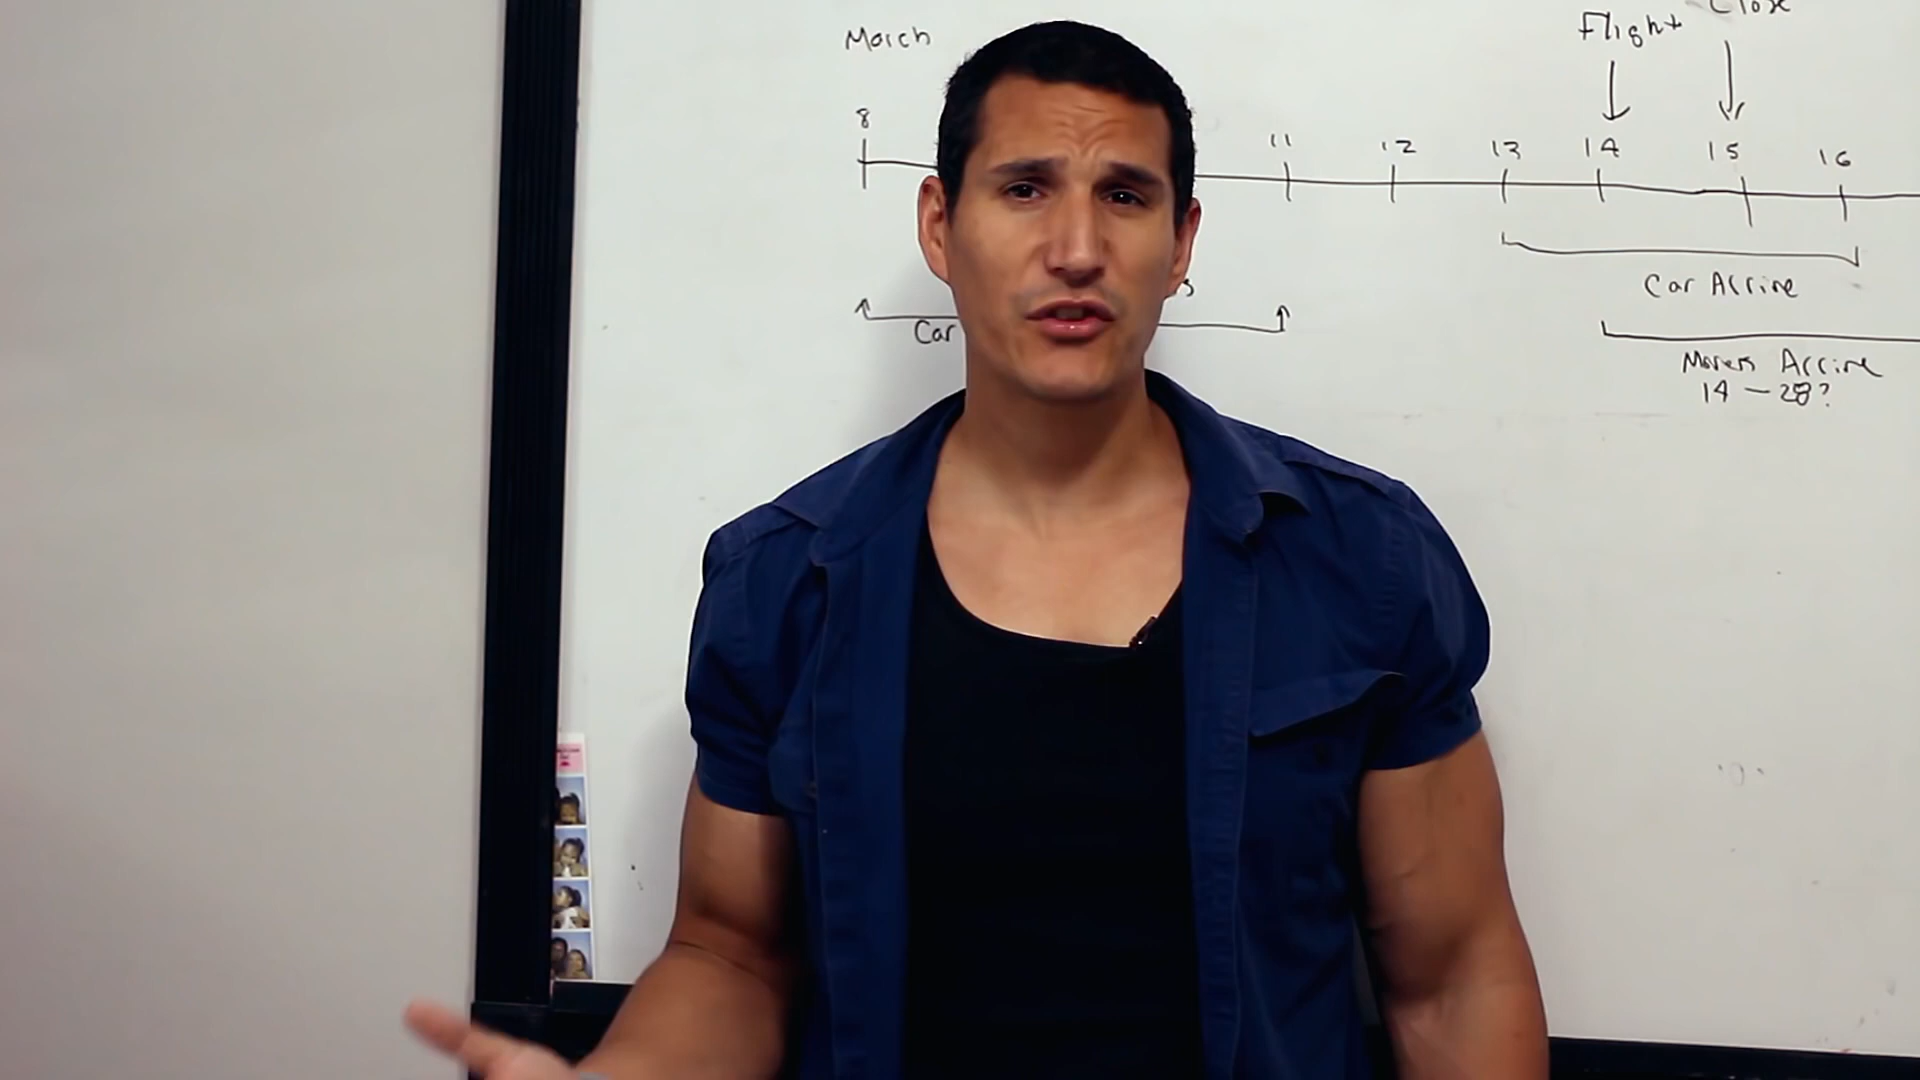 March
Flight Close
8 11 12 13 14 15 16
Car Arrive
Car
Movers Arrive
14 — 28?